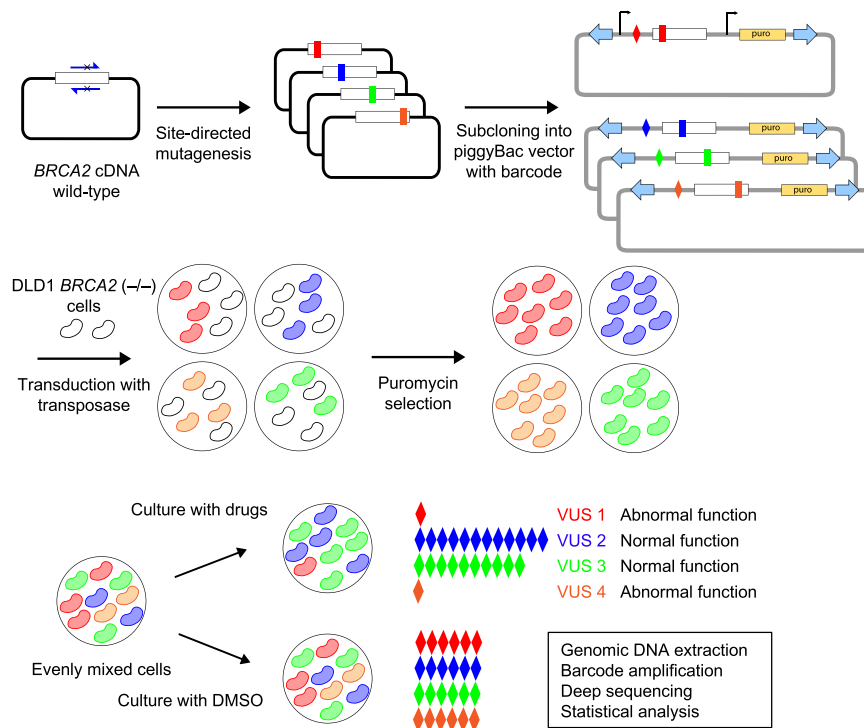 puro
BRCA2 cDNA
wild-type
Site-directed
mutagenesis
Subcloning into
piggyBac vector
with barcode
puro
puro
puro
DLD1 BRCA2 (–/–)
cells
Transduction with
transposase
Puromycin
selection
Culture with drugs
Evenly mixed cells
Culture with DMSO
VUS 1 Abnormal function
VUS 2 Normal function
VUS 3 Normal function
VUS 4 Abnormal function
Genomic DNA extraction
Barcode amplification
Deep sequencing
Statistical analysis